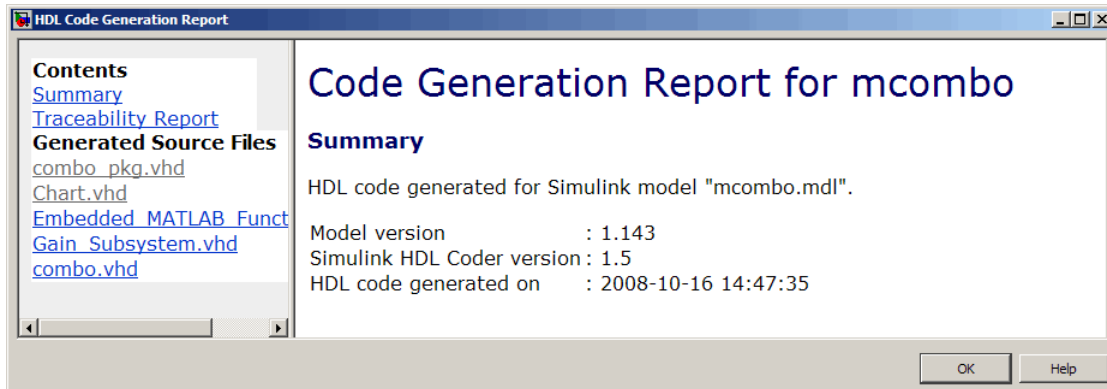 HDL Code Generation Report
Contents
Summary
Traceability Report
Generated Source Files
combo_pkg.vhd
Chart.vhd
Embedded_MATLAB_Funct
Gain_Subsystem.vhd
combo.vhd
Code Generation Report for mcombo
Summary
HDL code generated for Simulink model "mcombo.mdl".
Model version : 1.143
Simulink HDL Coder version : 1.5
HDL code generated on : 2008-10-16 14:47:35
OK
Help